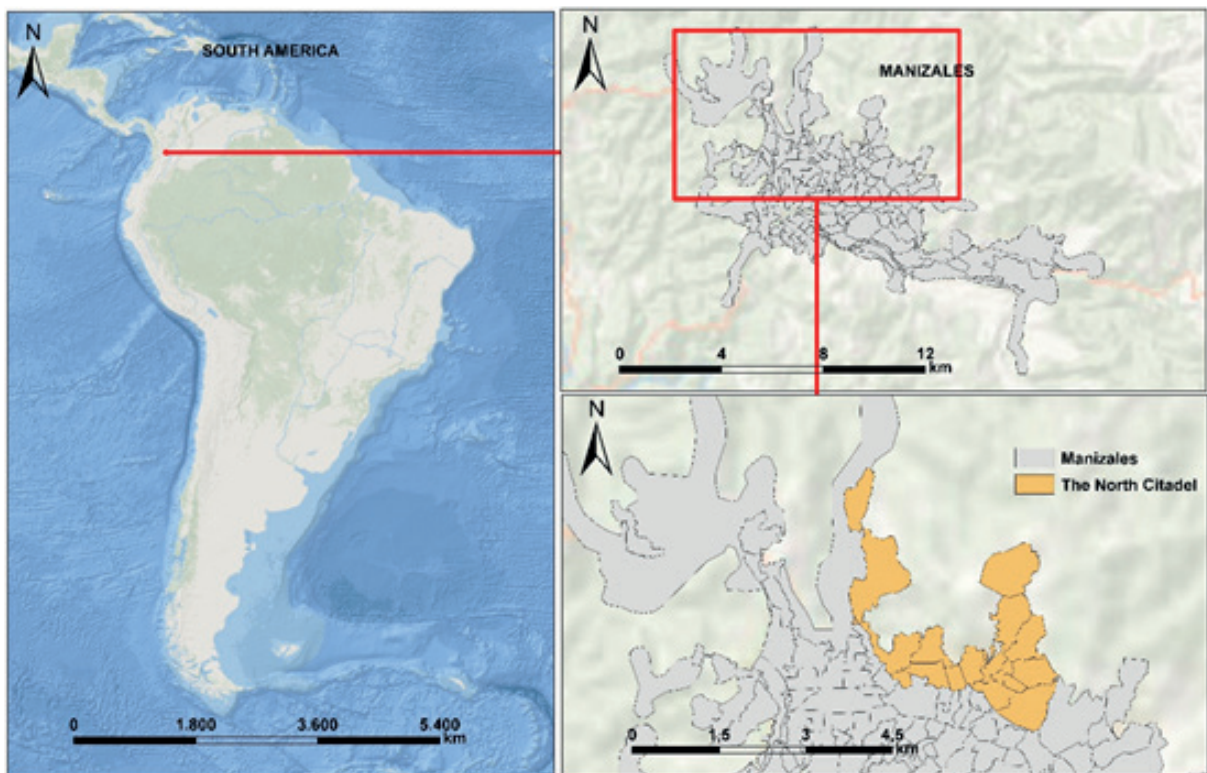 N
SOUTH AMERICA
0 1.800 3.600 5.400
km
N
MANIZALES
0 4 8 12
km
N
Manizales
The North Citadel
0 1,5 3 4,5
km